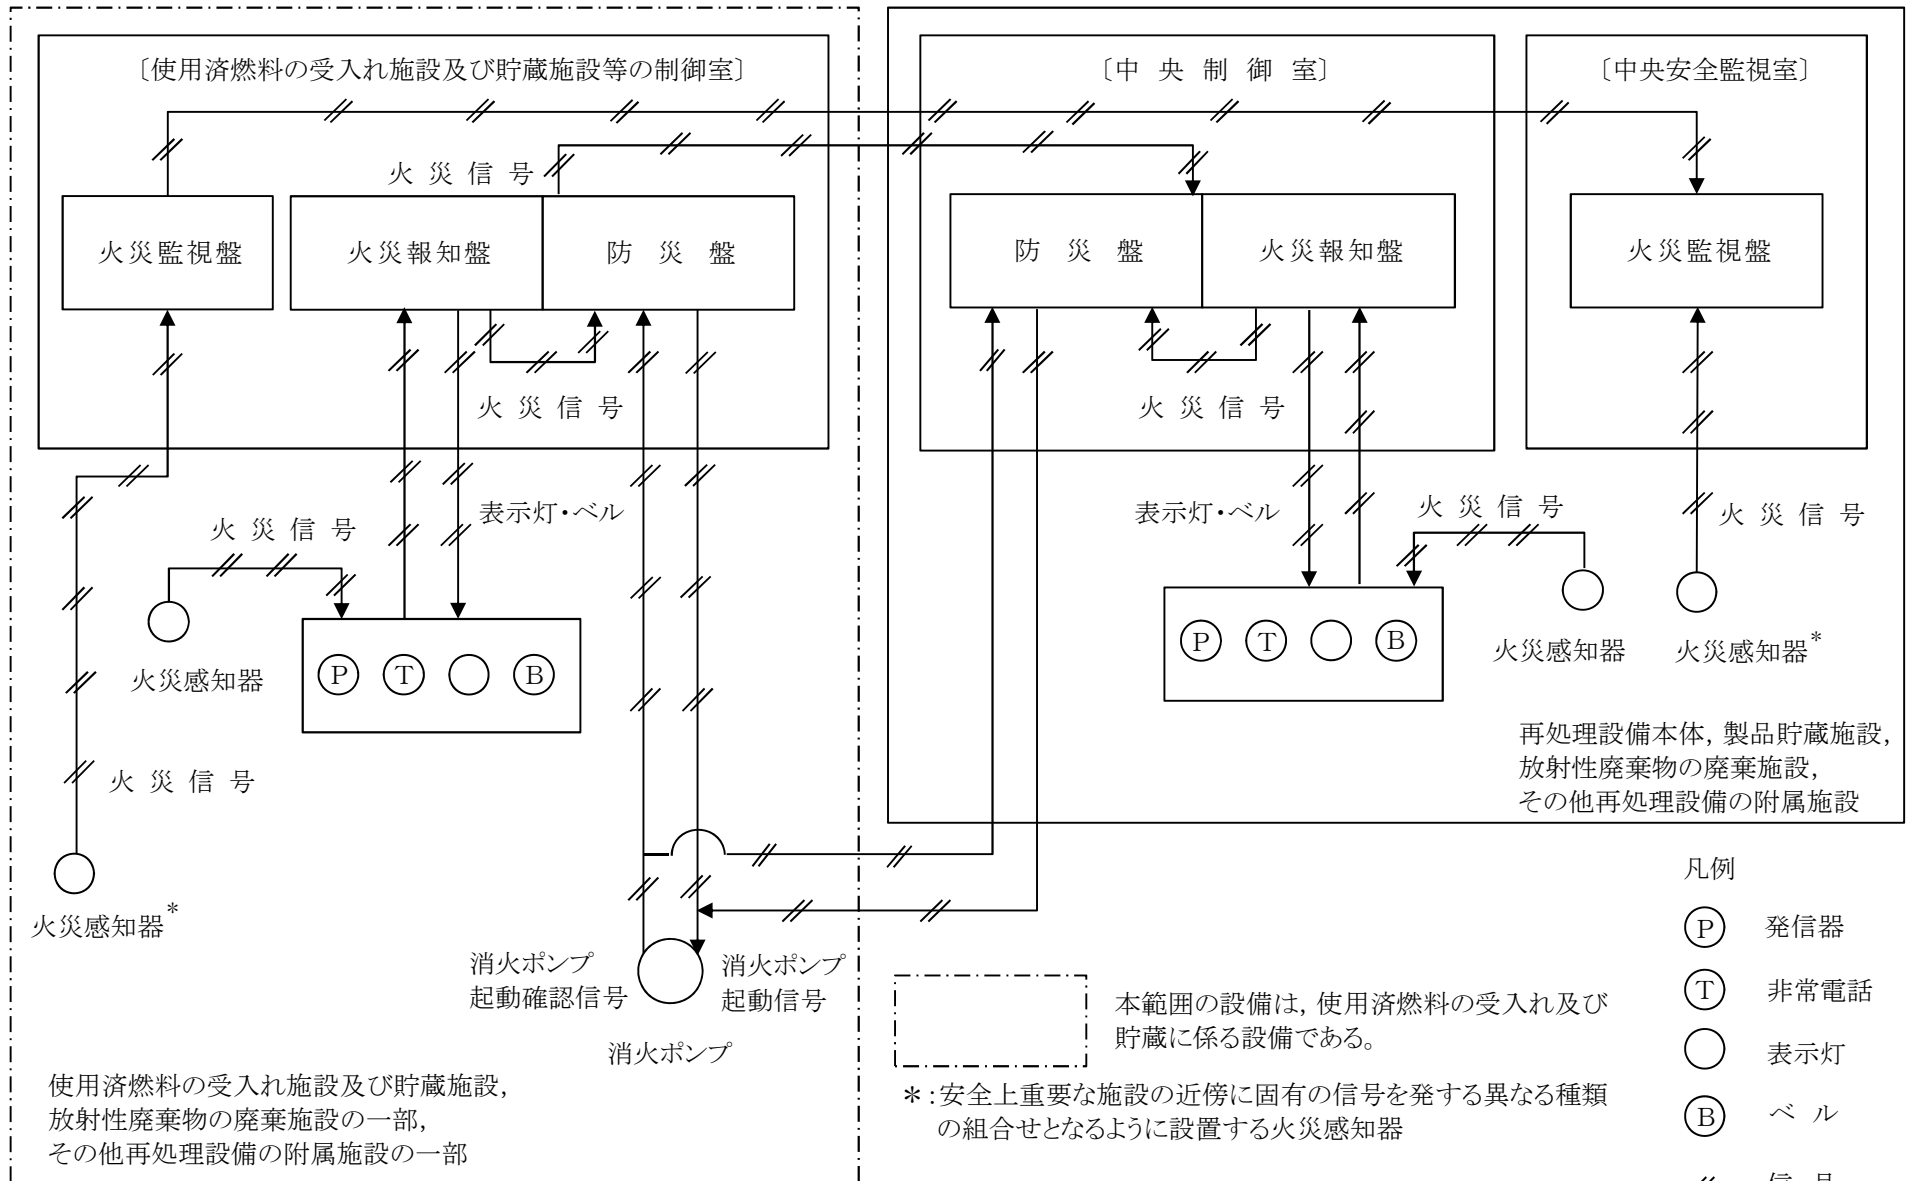 〔使用済燃料の受入れ施設及び貯蔵施設等の制御室〕
〔中央制御室〕
〔中央安全監視室〕
火災信号
火災監視盤
火災報知盤
防災盤
防災盤
火災報知盤
火災監視盤
火災信号
火災信号
火災信号
表示灯・ベル
表示灯・ベル
火災信号
火災信号
火災感知器
P T B
P T B
火災感知器
火災感知器*
火災信号
火災感知器*
再処理設備本体, 製品貯蔵施設,
放射性廃棄物の廃棄施設,
その他再処理設備の附属施設
消火ポンプ
起動確認信号
消火ポンプ
起動信号
消火ポンプ
使用済燃料の受入れ施設及び貯蔵施設,
放射性廃棄物の廃棄施設の一部,
その他再処理設備の附属施設の一部
本範囲の設備は, 使用済燃料の受入れ及び
貯蔵に係る設備である。
*:安全上重要な施設の近傍に固有の信号を発する異なる種類
の組合せとなるように設置する火災感知器
凡例
P 発信器
T 非常電話
表示灯
B ベル
信号